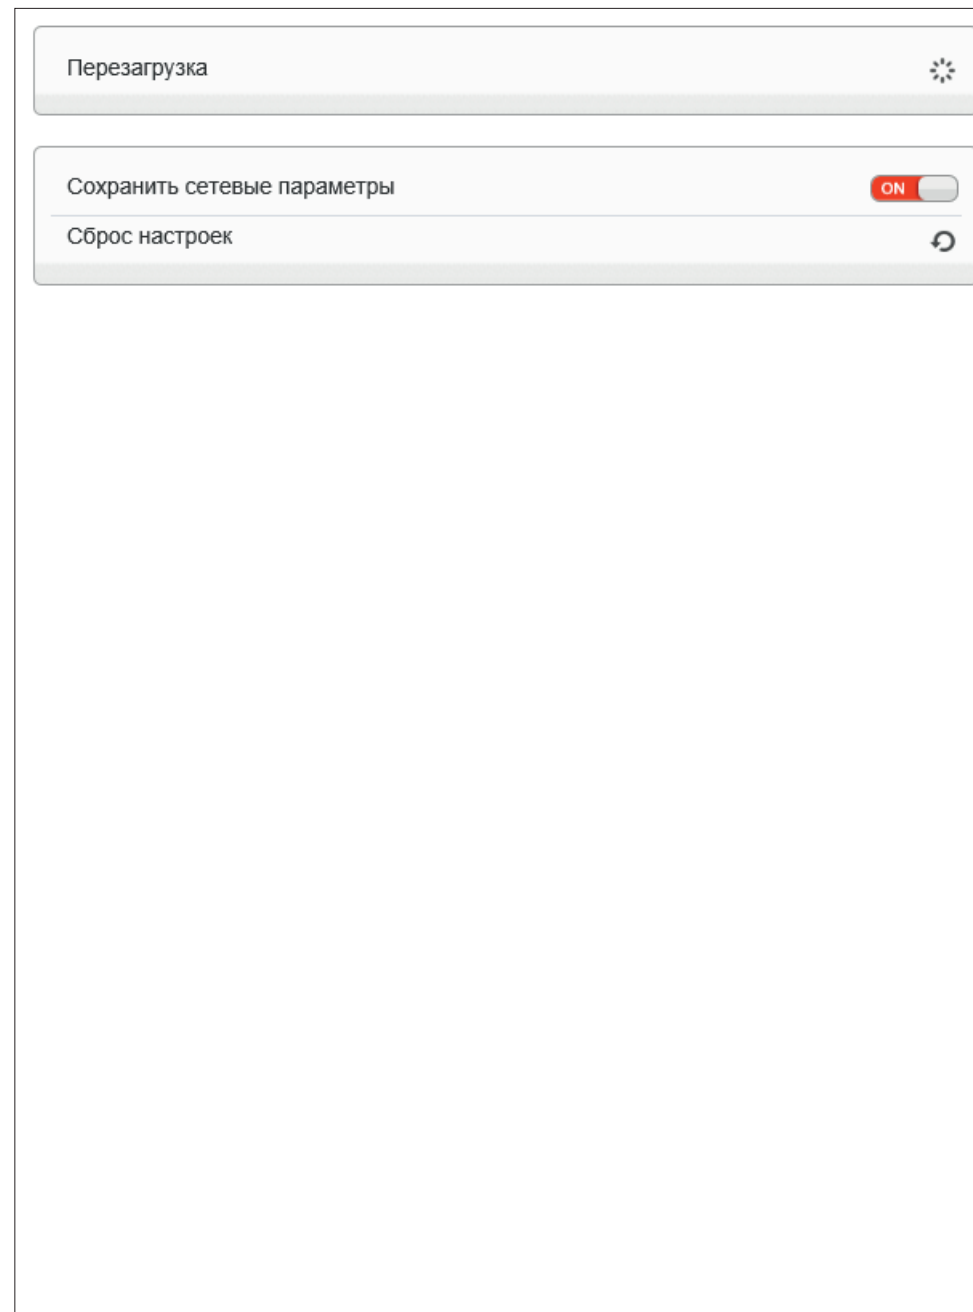 Перезагрузка
Сохранить сетевые параметры ON
Сброс настроек